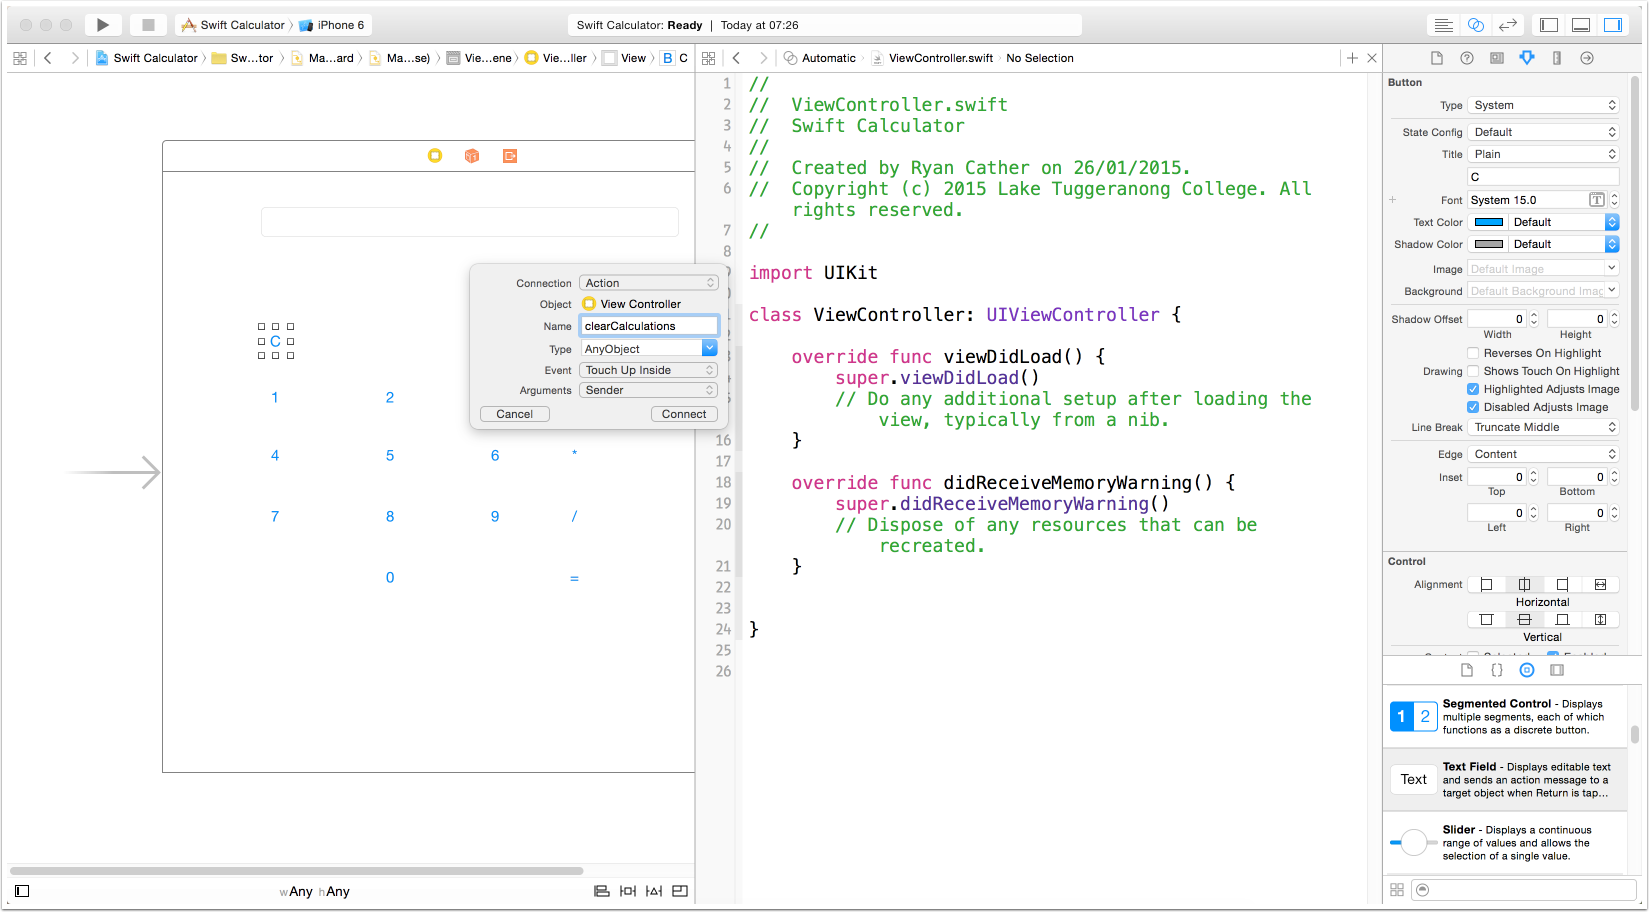 Swift Calculator
iPhone 6
Swift Calculator: Ready | Today at 07:26
Swift Calculator
Sw...tor
Ma...ard
Ma...se)
Vie...ene
Vie...ller
View
B C
Automatic
ViewController.swift
No Selection
Connection Action
Object View Controller
Name clearCalculations
Type AnyObject
Event Touch Up Inside
Arguments Sender
Cancel Connect
C
1 2
4 5 6 *
7 8 9 /
0 =
wAny hAny
1 //
2 //  ViewController.swift
3 //  Swift Calculator
4 //
5 //  Created by Ryan Cather on 26/01/2015.
6 //  Copyright (c) 2015 Lake Tuggeranong College. All
rights reserved.
7 //
8
import UIKit
class ViewController: UIViewController {
override func viewDidLoad() {
super.viewDidLoad()
// Do any additional setup after loading the
view, typically from a nib.
16 }
17
18 override func didReceiveMemoryWarning() {
19 super.didReceiveMemoryWarning()
20 // Dispose of any resources that can be
recreated.
21 }
22
23
24 }
25
26
Button
Type System
State Config Default
Title Plain
C
Font System 15.0 T
Text Color Default
Shadow Color Default
Image Default Image
Background Default Background Imag
Shadow Offset 0 0
Width Height
Reverses On Highlight
Drawing Shows Touch On Highlight
Highlighted Adjusts Image
Disabled Adjusts Image
Line Break Truncate Middle
Edge Content
Inset 0 0
Top Bottom
0 0
Left Right
Control
Alignment
Horizontal
Vertical
{}
1 2
Segmented Control - Displays
multiple segments, each of which
functions as a discrete button.
Text
Text Field - Displays editable text
and sends an action message to a
target object when Return is tap...
Slider - Displays a continuous
range of values and allows the
selection of a single value.